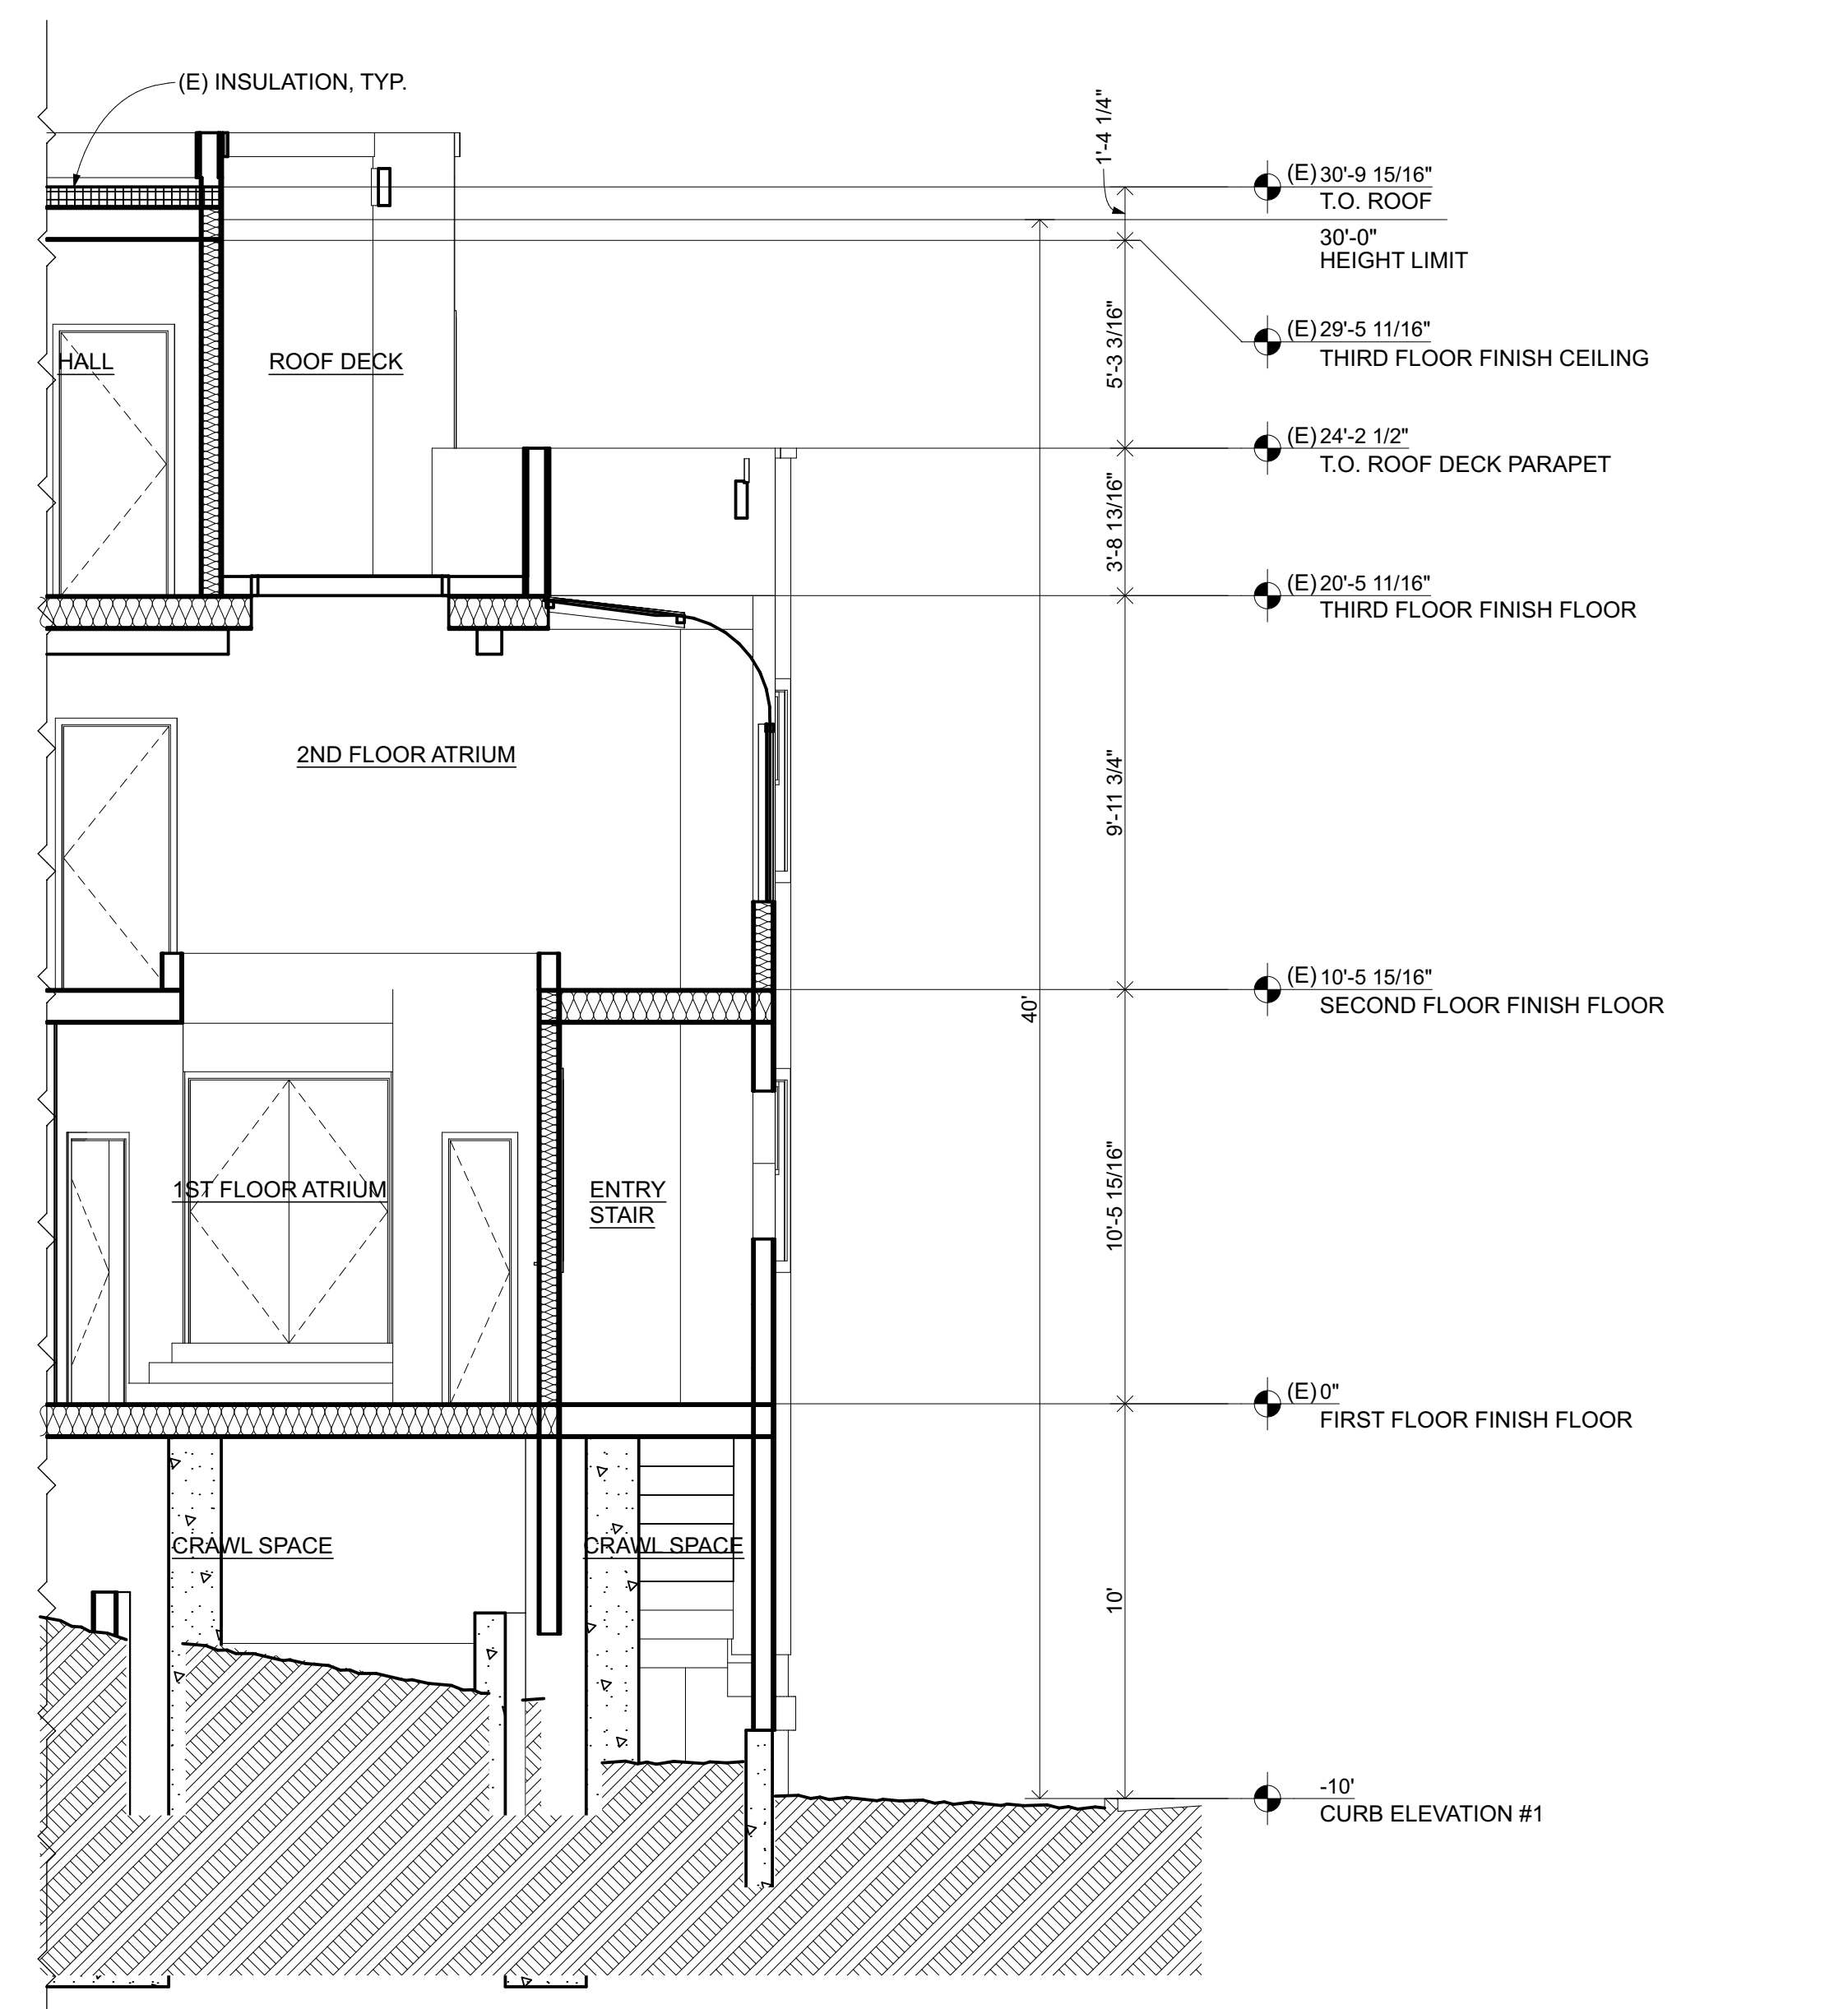 (E) INSULATION, TYP.
1'-4 1/4"
(E) 30'-9 15/16"
T.O. ROOF
30'-0"
HEIGHT LIMIT
5'-3 3/16"
(E) 29'-5 11/16"
THIRD FLOOR FINISH CEILING
HALL
ROOF DECK
(E) 24'-2 1/2"
T.O. ROOF DECK PARAPET
3'-8 13/16"
(E) 20'-5 11/16"
THIRD FLOOR FINISH FLOOR
2ND FLOOR ATRIUM
9'-11 3/4"
(E) 10'-5 15/16"
SECOND FLOOR FINISH FLOOR
40'
1ST FLOOR ATRIUM
ENTRY
STAIR
10'-5 15/16"
(E) 0"
FIRST FLOOR FINISH FLOOR
CRAWL SPACE
CRAWL SPACE
10'
-10'
CURB ELEVATION #1